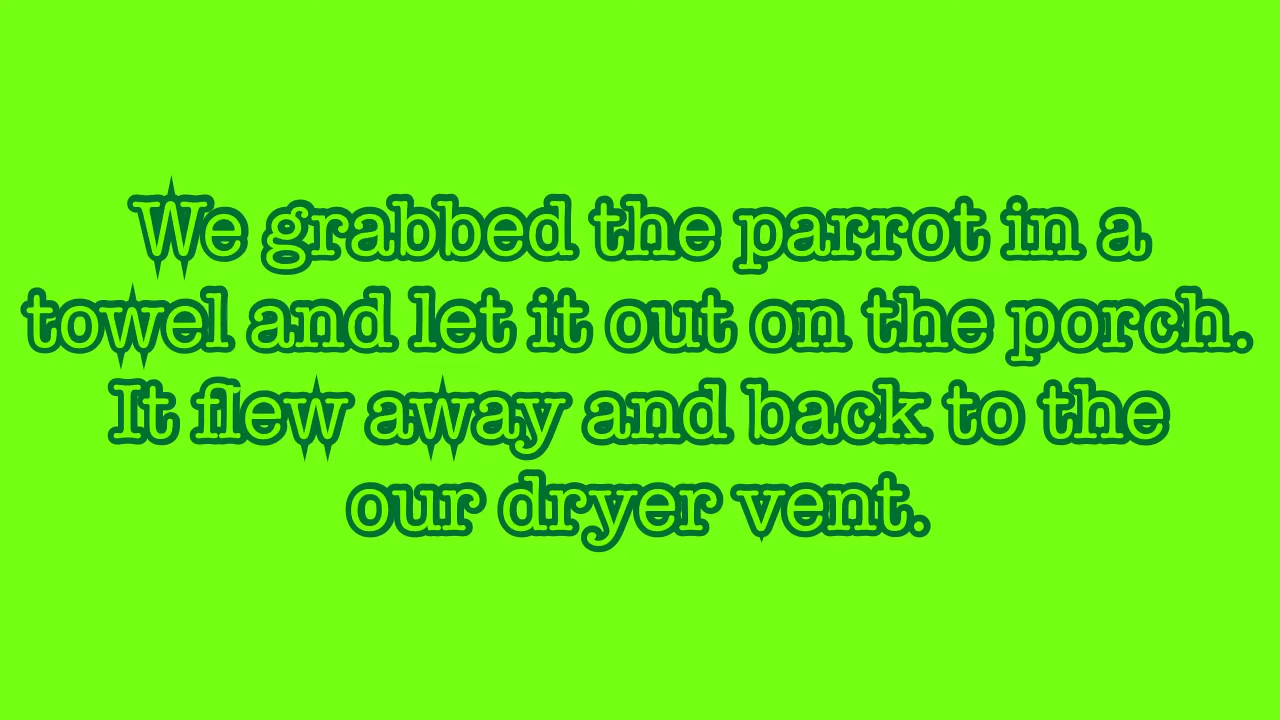 We grabbed the parrot in a
towel and let it out on the porch.
It flew away and back to the
our dryer vent.